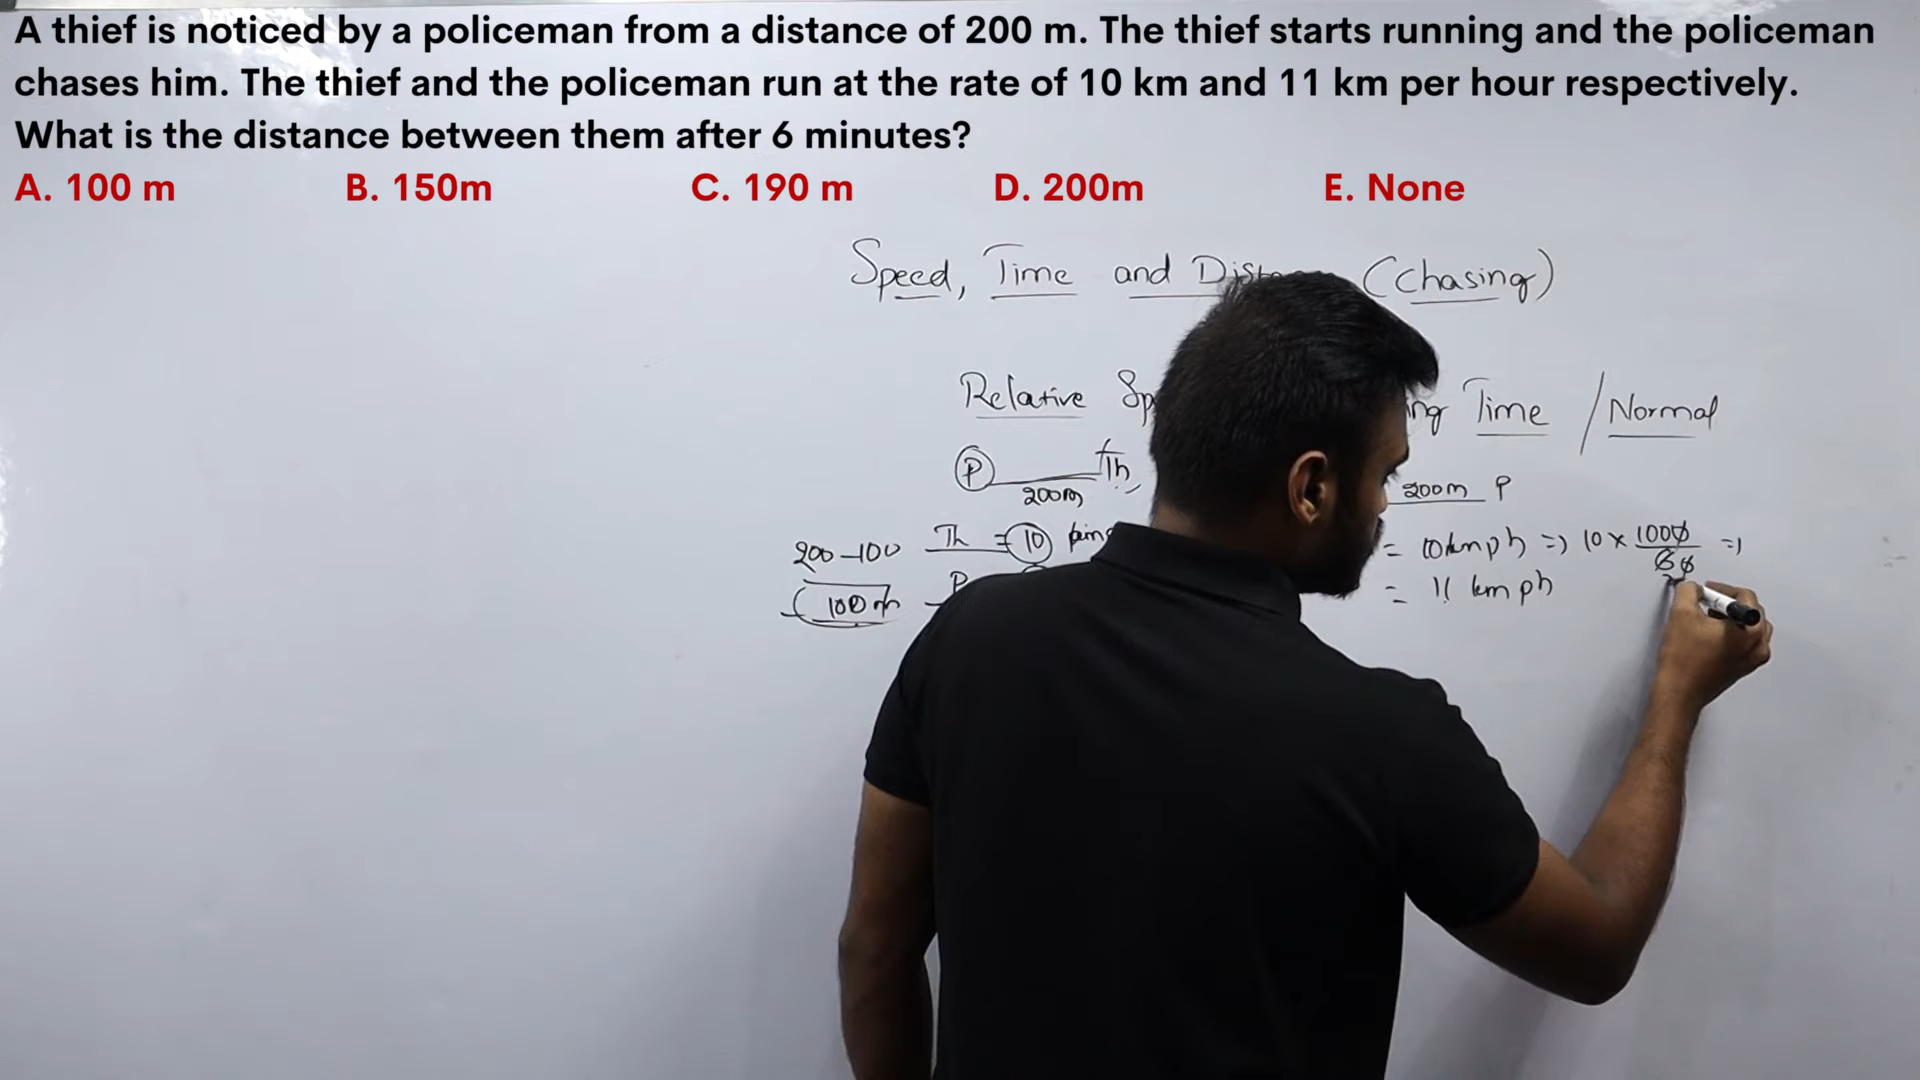 A thief is noticed by a policeman from a distance of 200 m. The thief starts running and the policeman
chases him. The thief and the policeman run at the rate of 10 km and 11 km per hour respectively.
What is the distance between them after 6 minutes?
A. 100 m B. 150m C. 190 m D. 200m E. None
Speed, Time and (Chasing)
Relative Time / Normal
P Th
200m
200m P
200-100 Th = 10
= 10kmph => 10 x 1000
100m P
= 11 kmph